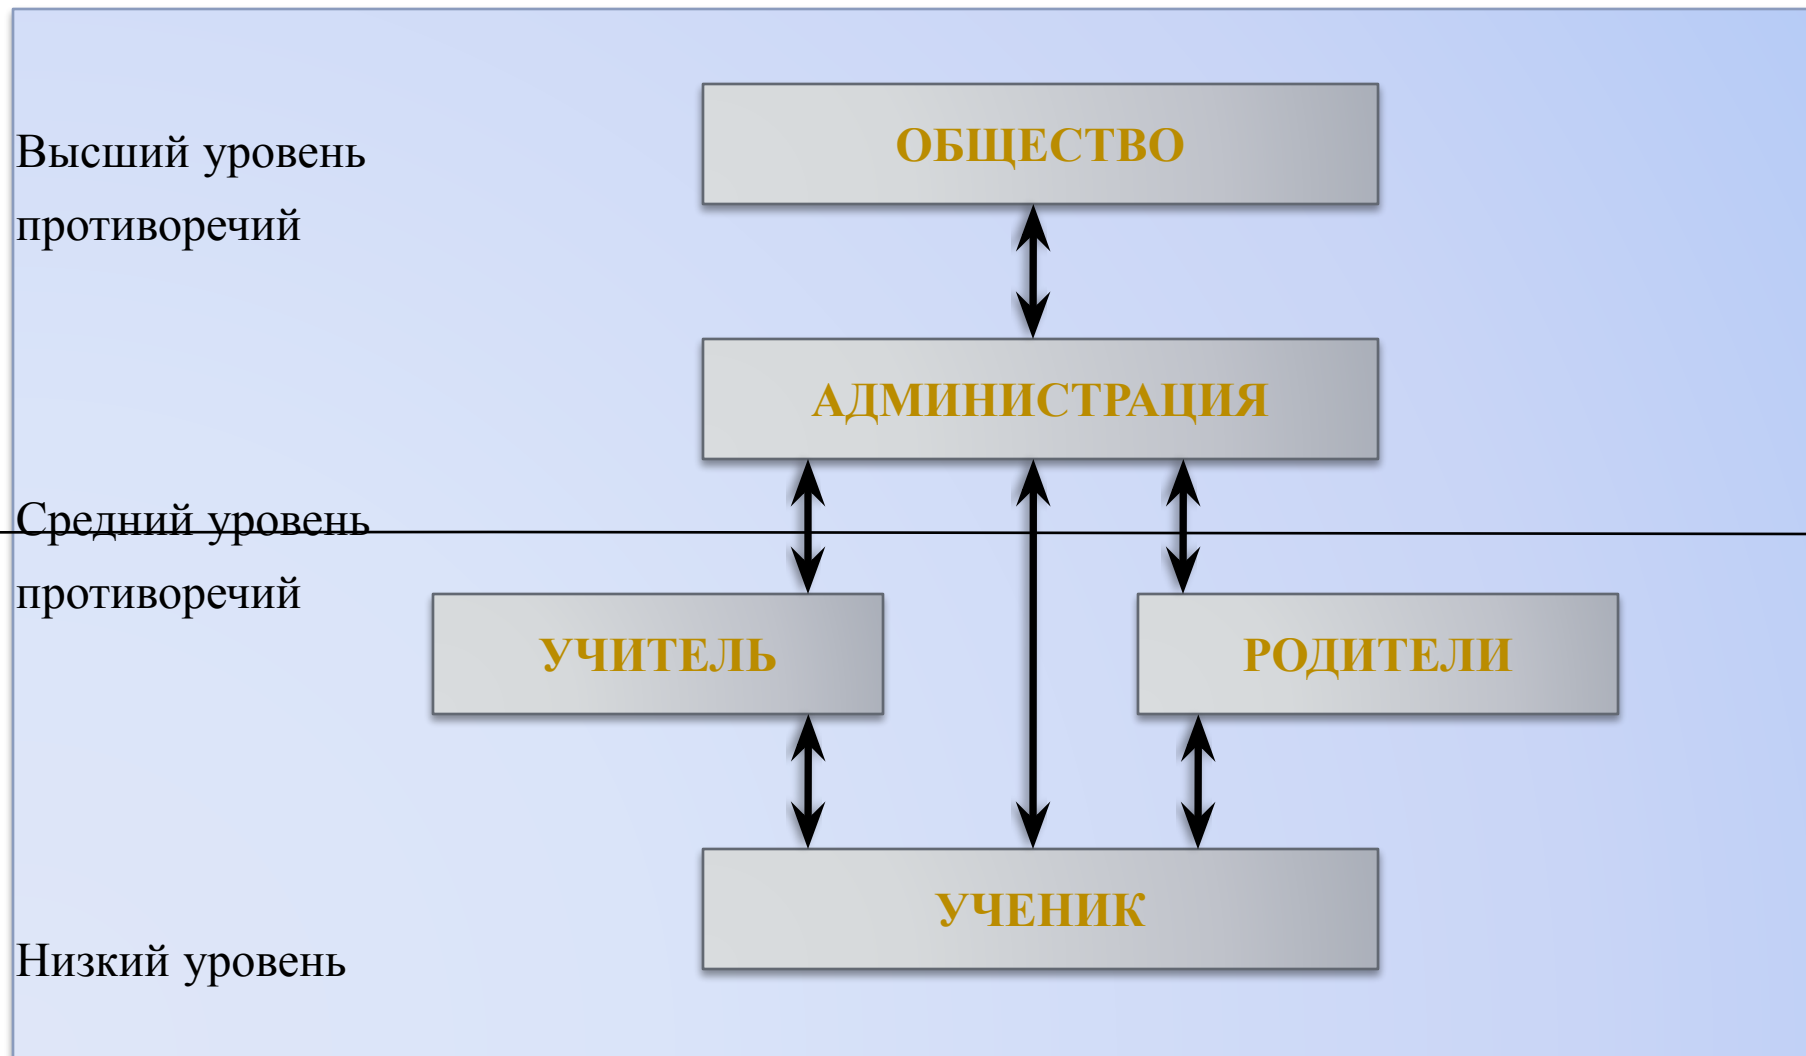 Высший уровень
противоречий
ОБЩЕСТВО
АДМИНИСТРАЦИЯ
Средний уровень
противоречий
УЧИТЕЛЬ
РОДИТЕЛИ
УЧЕНИК
Низкий уровень